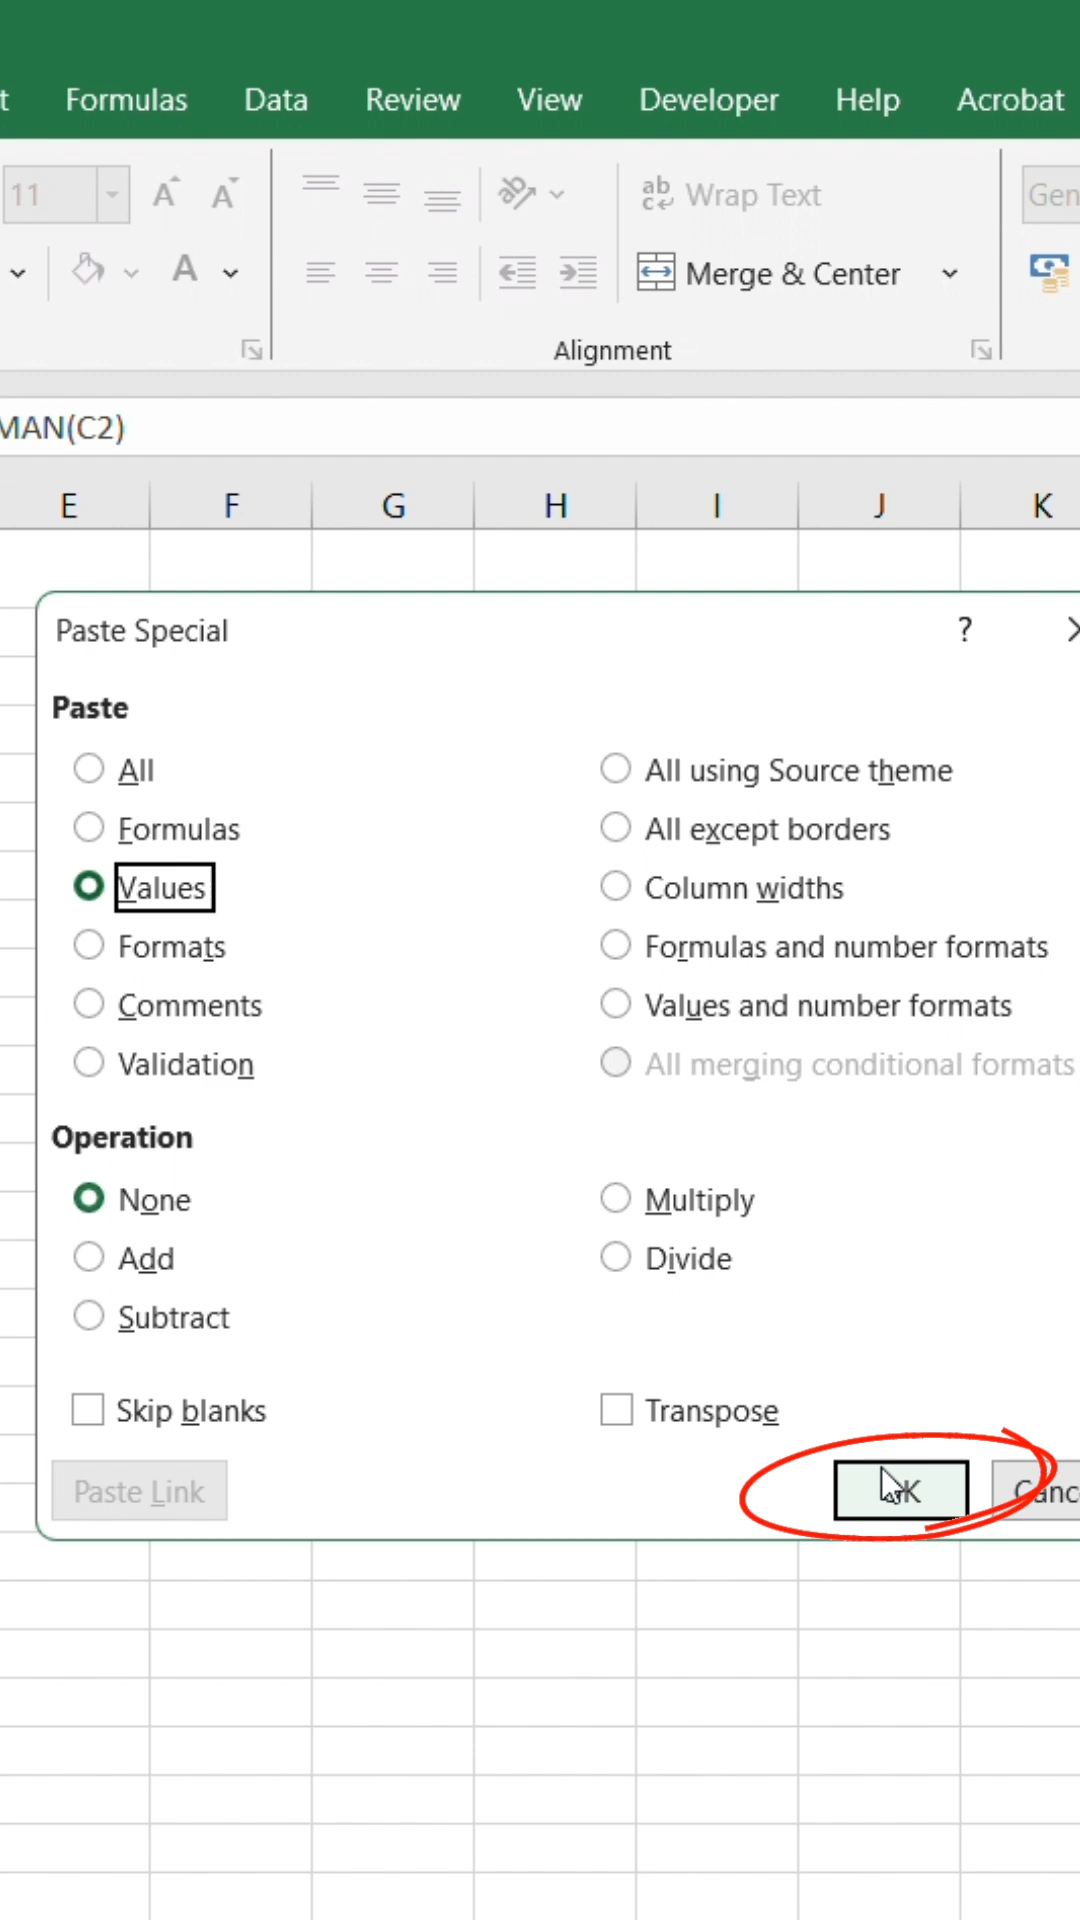 t Formulas Data Review View Developer Help Acrobat
11 A A ab Wrap Text Gen
A Merge & Center
Alignment
MAN(C2)
E F G H I J K
Paste Special ?
Paste
All All using Source theme
Formulas All except borders
Values Column widths
Formats Formulas and number formats
Comments Values and number formats
Validation All merging conditional formats
Operation
None Multiply
Add Divide
Subtract
Skip blanks Transpose
Paste Link K Canc